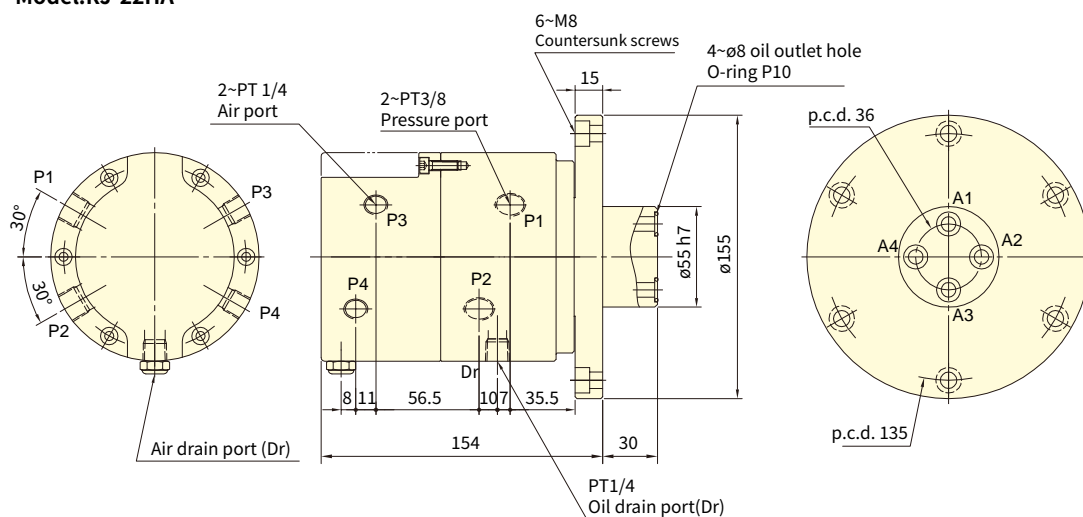 6~M8
Countersunk screws
4~ø8 oil outlet hole
O-ring P10
15
2~PT 1/4
Air port
2~PT3/8
Pressure port
p.c.d. 36
P1
P3
30°
30°
P2
P4
P3
P1
P4
P2
Dr
ø55 h7
ø155
A1
A4
A2
A3
8
11
56.5
10
7
35.5
154
30
Air drain port (Dr)
PT1/4
Oil drain port(Dr)
p.c.d. 135